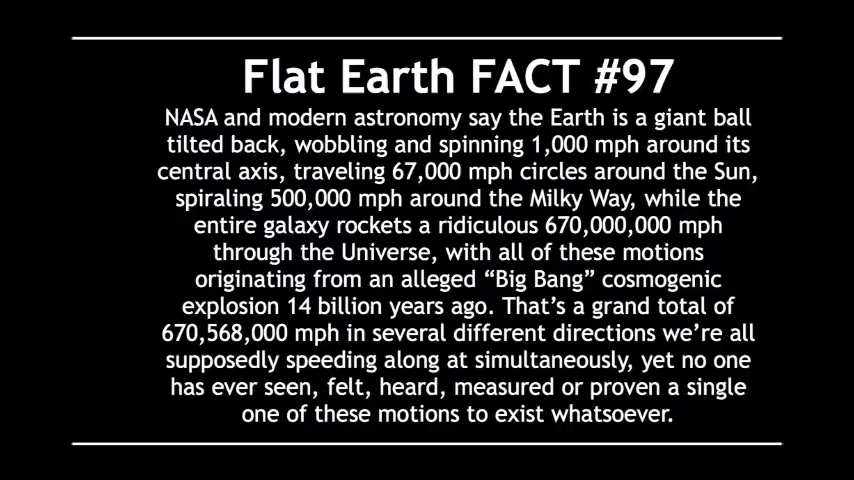 Flat Earth FACT #97
NASA and modern astronomy say the Earth is a giant ball
tilted back, wobbling and spinning 1,000 mph around its
central axis, traveling 67,000 mph circles around the Sun,
spiraling 500,000 mph around the Milky Way, while the
entire galaxy rockets a ridiculous 670,000,000 mph
through the Universe, with all of these motions
originating from an alleged “Big Bang” cosmogenic
explosion 14 billion years ago. That’s a grand total of
670,568,000 mph in several different directions we’re all
supposedly speeding along at simultaneously, yet no one
has ever seen, felt, heard, measured or proven a single
one of these motions to exist whatsoever.